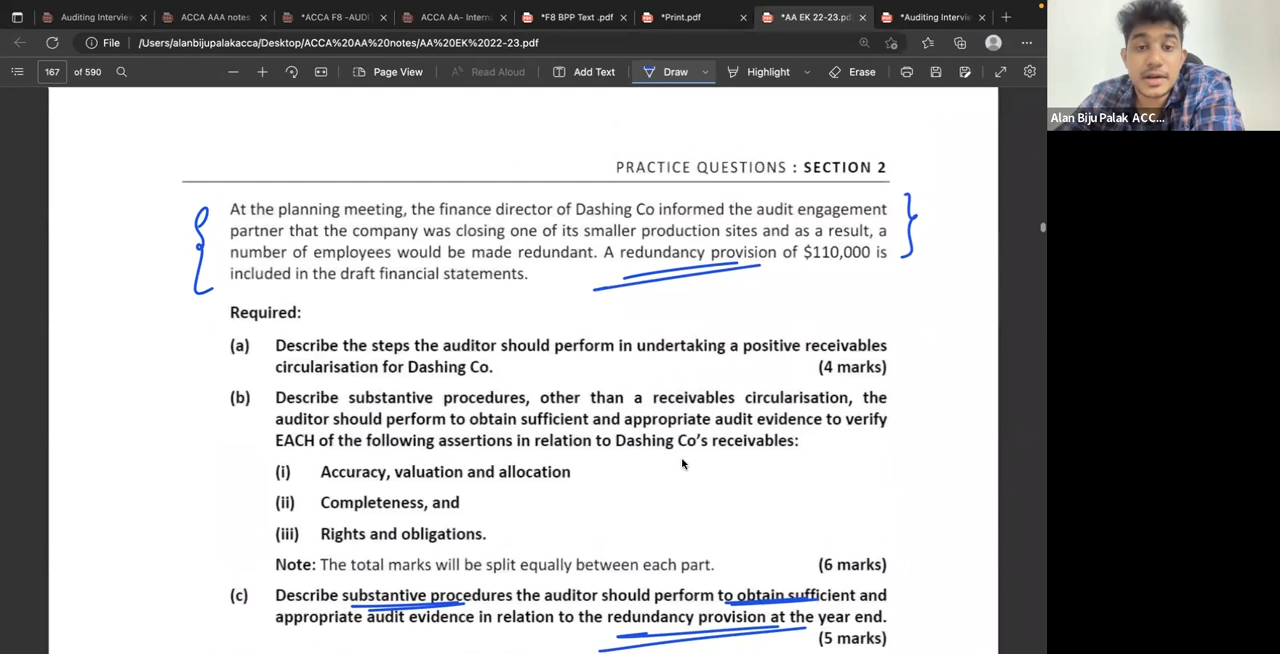 Auditing Interview
ACCA AAA notes
*ACCA F8 -AUDI
ACCA AA- Intern
*F8 BPP Text .pdf
*Print.pdf
*AA EK 22-23.pd
*Auditing Intervi
File
/Users/alanbijupalakacca/Desktop/ACCA%20AA%20notes/AA%20EK%2022-23.pdf
167 of 590
Page View
Read Aloud
Add Text
Draw
Highlight
Erase
Alan Biju Palak ACC...
PRACTICE QUESTIONS : SECTION 2
At the planning meeting, the finance director of Dashing Co informed the audit engagement
partner that the company was closing one of its smaller production sites and as a result, a
number of employees would be made redundant. A redundancy provision of $110,000 is
included in the draft financial statements.
Required:
(a) Describe the steps the auditor should perform in undertaking a positive receivables
circularisation for Dashing Co. (4 marks)
(b) Describe substantive procedures, other than a receivables circularisation, the
auditor should perform to obtain sufficient and appropriate audit evidence to verify
EACH of the following assertions in relation to Dashing Co's receivables:
(i) Accuracy, valuation and allocation
(ii) Completeness, and
(iii) Rights and obligations.
Note: The total marks will be split equally between each part. (6 marks)
(c) Describe substantive procedures the auditor should perform to obtain sufficient and
appropriate audit evidence in relation to the redundancy provision at the year end.
(5 marks)